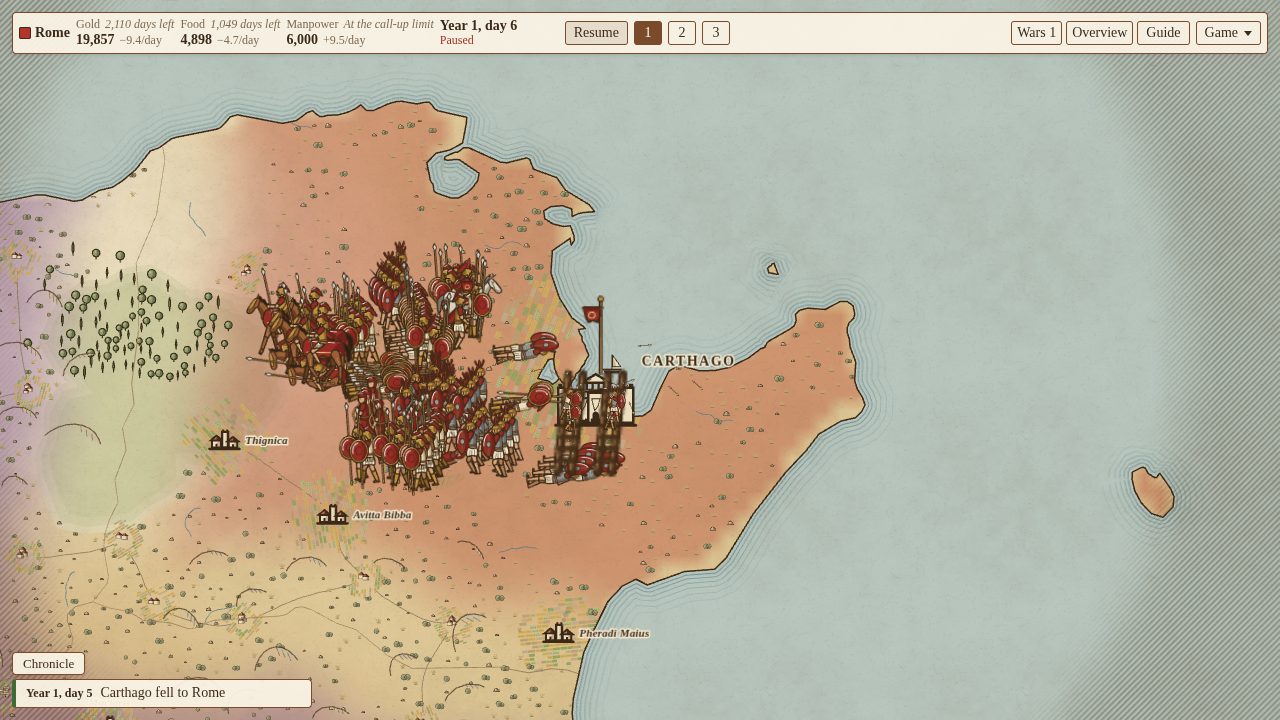 Rome
Gold 2,110 days left
19,857 −9.4/day
Food 1,049 days left
4,898 −4.7/day
Manpower At the call-up limit
6,000 +9.5/day
Year 1, day 6
Paused
Resume
1
2
3
Wars 1
Overview
Guide
Game
CARTHAGO
Thignica
Avitta Bibba
Pheradi Maius
Chronicle
Year 1, day 5 Carthago fell to Rome